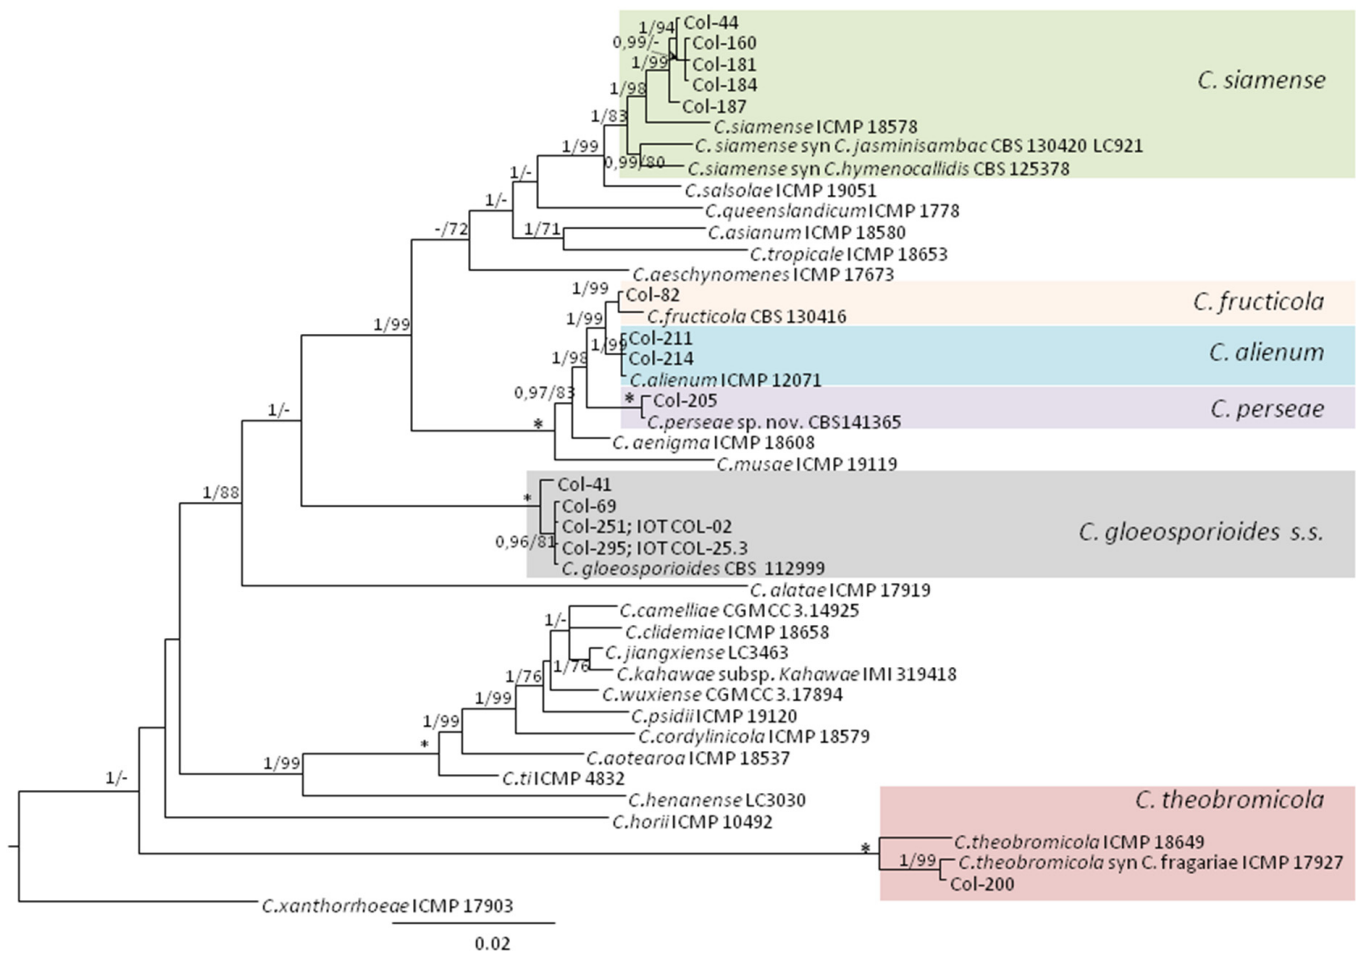 1/94
Col-44
0,99/-
Col-160
C. siamense
1/99
Col-181
1/98
Col-184
Col-187
1/83
C.siamense ICMP 18578
1/99
C. siamense syn C. jasminisambac CBS 130420 LC921
0,99/80
C.siamense syn C.hymenocallidis CBS 125378
1/-
C.salsolae ICMP 19051
1/-
C.queenslandicum ICMP 1778
-/72
1/71
C.asianum ICMP 18580
C.tropicale ICMP 18653
C.aeschynomenes ICMP 17673
1/99
Col-82
C. fructicola
1/99
C.fructicola CBS 130416
1/99
1/99
Col-211
C. alienum
1/98
Col-214
C.alienum ICMP 12071
0,97/83
*
Col-205
C. perseae
1/-
*
C.perseae sp. nov. CBS141365
C. aenigma ICMP 18608
C.musae ICMP 19119
1/88
*
Col-41
Col-69
Col-251; IOT COL-02
C. gloeosporioides s.s.
0,96/81
Col-295; IOT COL-25.3
C. gloeosporioides CBS 112999
C. alatae ICMP 17919
C.camelliae CGMCC 3.14925
1/-
C.clidemiae ICMP 18658
C. jiangxiense LC3463
1/76
1/76
C.kahawae subsp. Kahawae IMI 319418
1/99
C.wuxiense CGMCC 3.17894
C.psidii ICMP 19120
1/99
C.cordylinicola ICMP 18579
*
C.aotearoa ICMP 18537
1/99
C.ti ICMP 4832
1/-
C.henanense LC3030
C. theobromicola
C.horii ICMP 10492
*
C.theobromicola ICMP 18649
1/99
C.theobromicola syn C. fragariae ICMP 17927
Col-200
C.xanthorrhoeae ICMP 17903
0.02